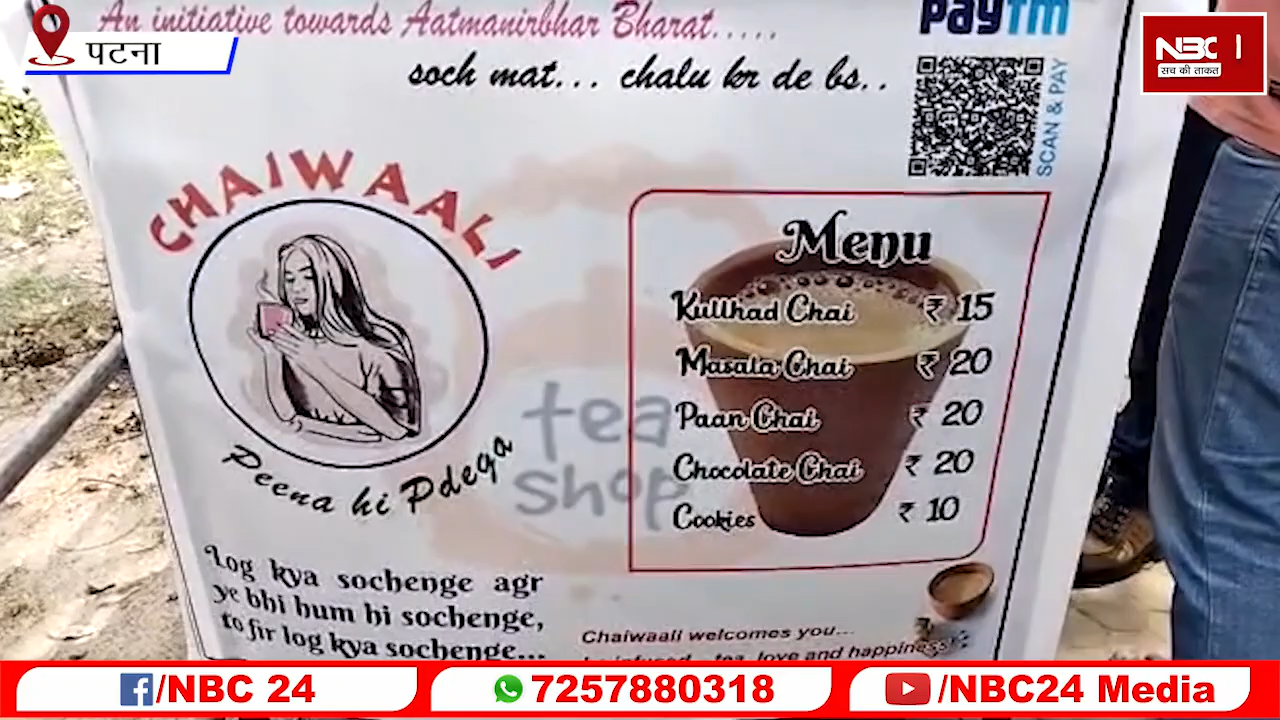 An initiative towards Aatmanirbhar Bharat.....
paytm
पटना
NBC
सच की ताकत
soch mat... chalu kr de bs..
SCAN & PAY
CHAIWAALI
Menu
Kullhad Chai ₹ 15
Masala Chai ₹ 20
Paan Chai ₹ 20
Chocolate Chai ₹ 20
Cookies ₹ 10
tea
shop
Peena hi Pdega
Log kya sochenge agr
ye bhi hum hi sochenge,
to fir log kya sochenge...
Chaiwaali welcomes you...
tea, love and happiness!
/NBC 24
7257880318
/NBC24 Media